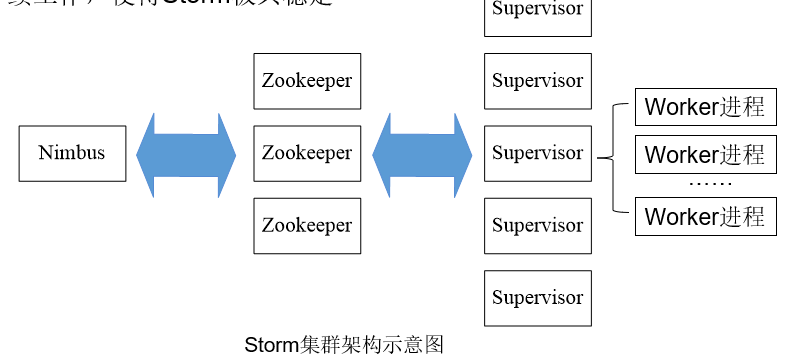 Storm
Supervisor
Zookeeper
Supervisor
Worker进程
Nimbus
Zookeeper
Supervisor
Worker进程
……
Zookeeper
Supervisor
Worker进程
Supervisor
Storm集群架构示意图